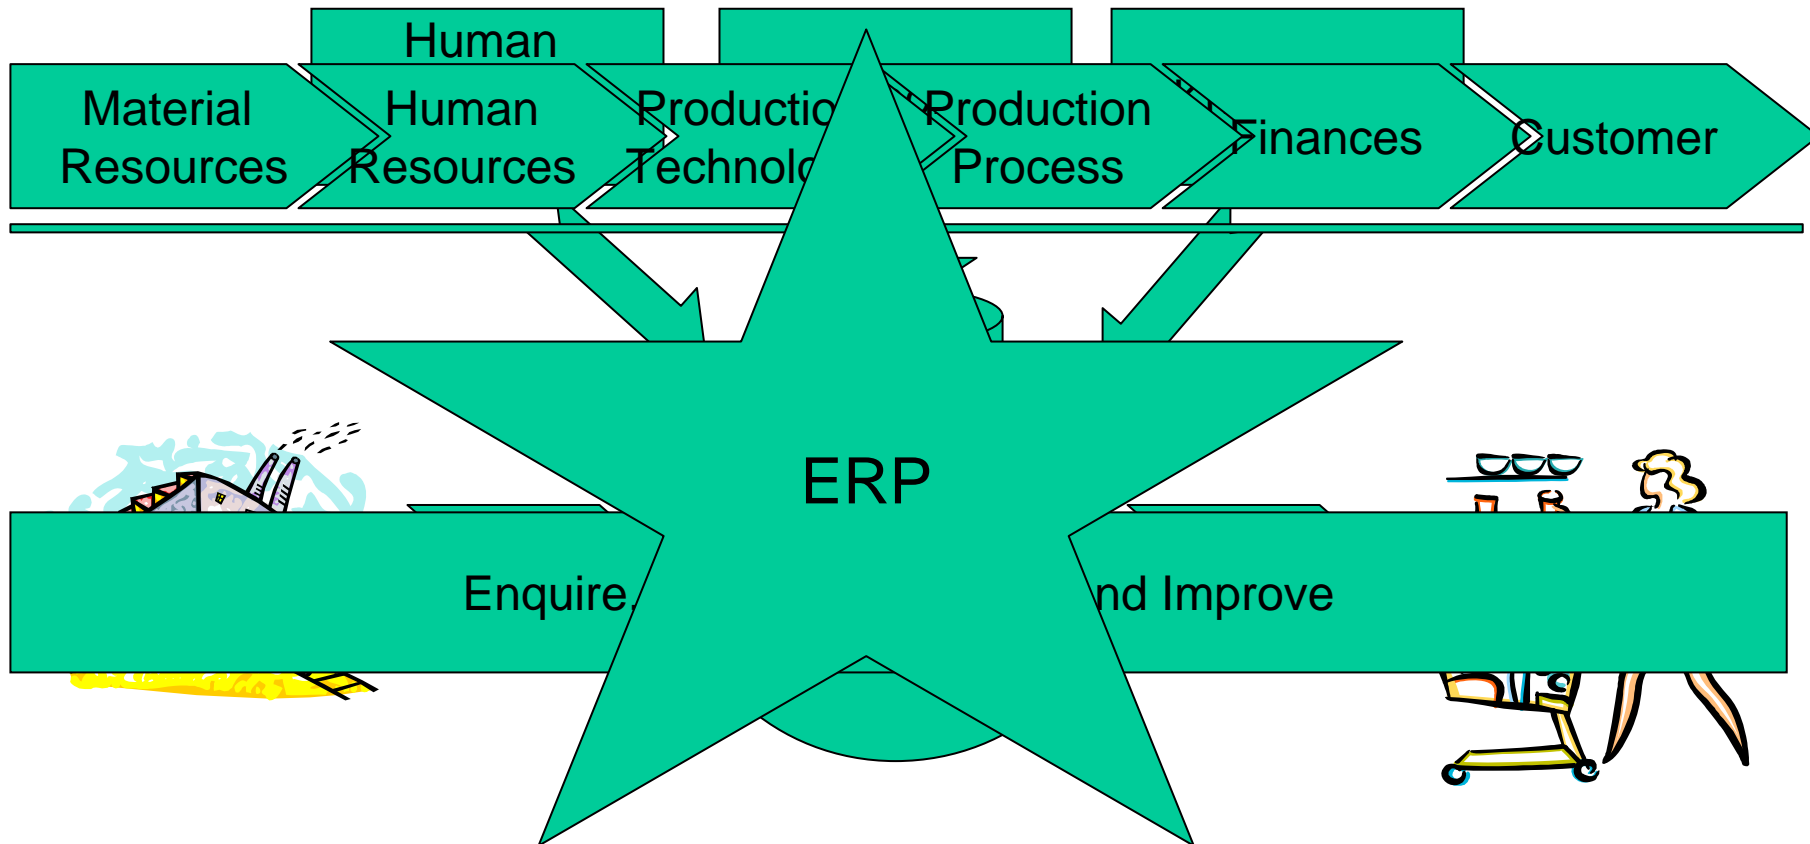 Human
Material
Resources
Human
Resources
Productio
Technolo
Production
Process
Finances
Customer
ERP
Enquire,
nd Improve